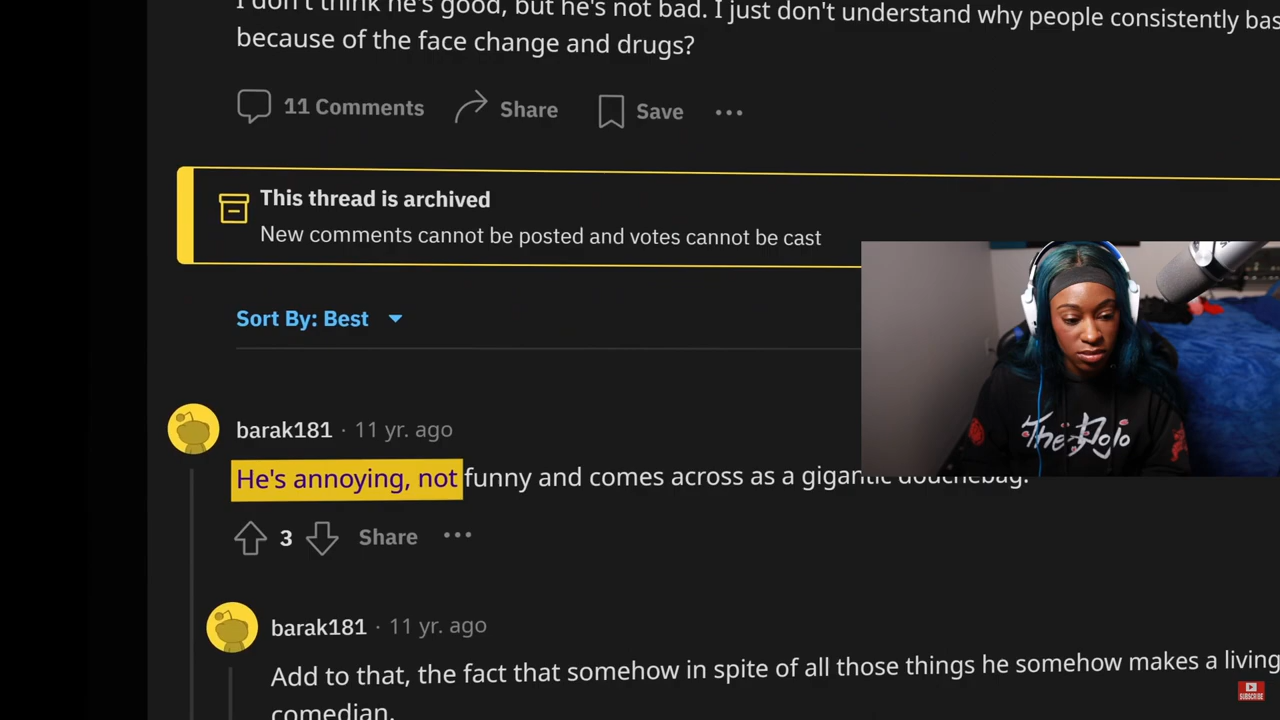 I don't think he's good, but he's not bad. I just don't understand why people consistently bas
because of the face change and drugs?
11 Comments Share Save
This thread is archived
New comments cannot be posted and votes cannot be cast
Sort By: Best
barak181 · 11 yr. ago
He's annoying, not funny and comes across as a gigantic douchebag.
3 Share
barak181 · 11 yr. ago
Add to that, the fact that somehow in spite of all those things he somehow makes a living
comedian.
The Dojo
SUBSCRIBE